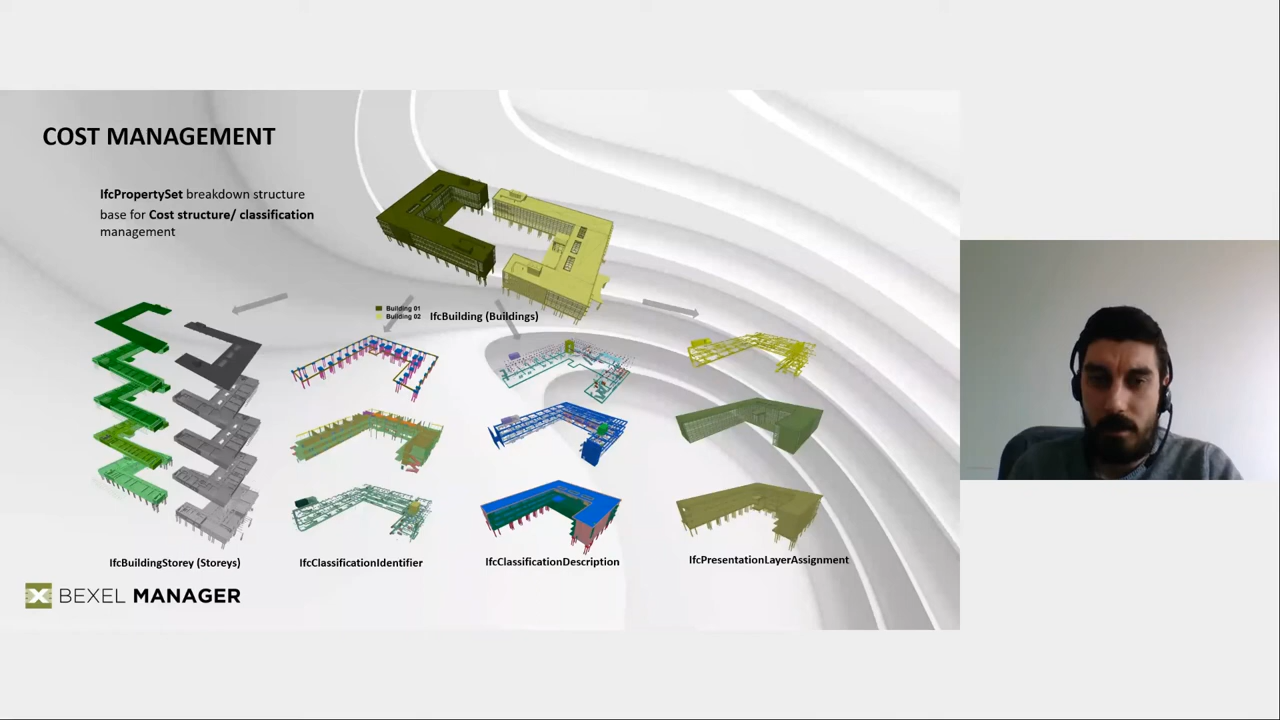 COST MANAGEMENT
IfcPropertySet breakdown structure
base for Cost structure/ classification
management
Building 01
Building 02
IfcBuilding (Buildings)
IfcBuildingStorey (Storeys)
IfcClassificationIdentifier
IfcClassificationDescription
IfcPresentationLayerAssignment
BEXEL MANAGER